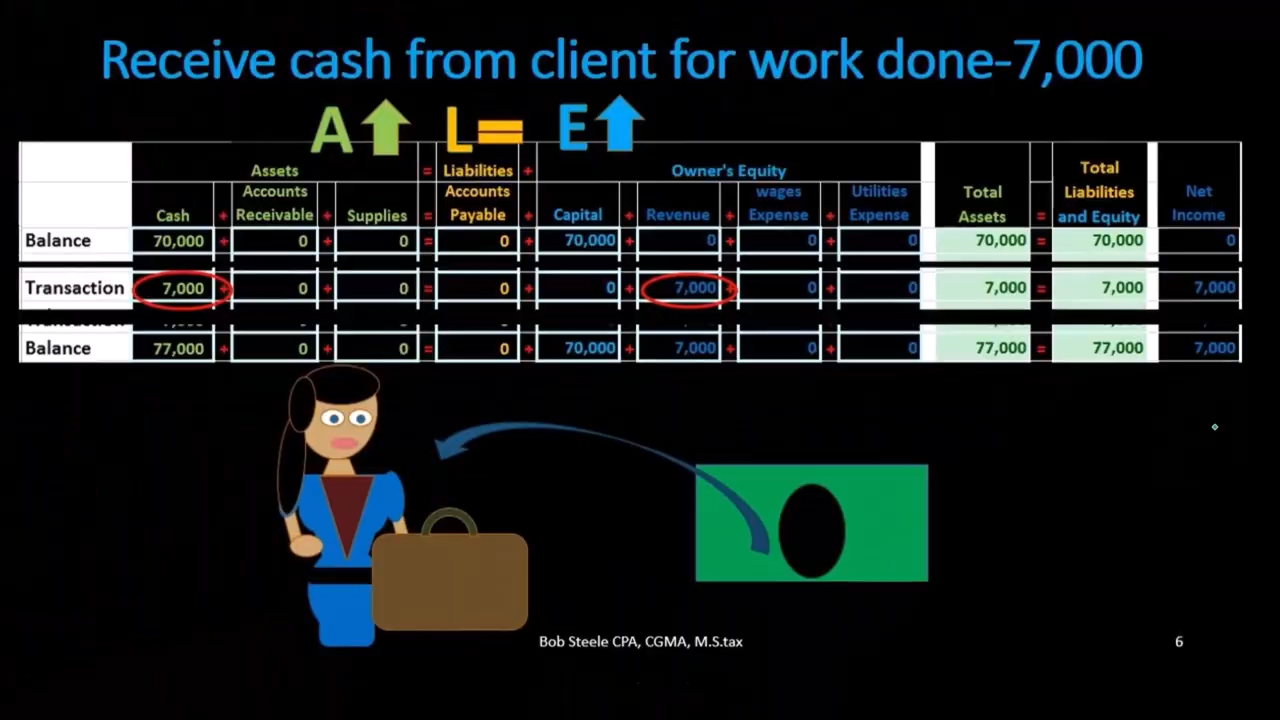 Receive cash from client for work done-7,000
A L= E
Assets = Liabilities + Owner's Equity Total Assets = Total Liabilities and Equity Net Income
Cash + Accounts Receivable + Supplies = Accounts Payable + Capital + Revenue + wages Expense + Utilities Expense
Balance 70,000 + 0 + 0 = 0 + 70,000 + 0 + 0 + 0 70,000 = 70,000 0
Transaction 7,000 + 0 + 0 = 0 + 0 + 7,000 + 0 + 0 7,000 = 7,000 7,000
Balance 77,000 + 0 + 0 = 0 + 70,000 + 7,000 + 0 + 0 77,000 = 77,000 7,000
Bob Steele CPA, CGMA, M.S.tax
6